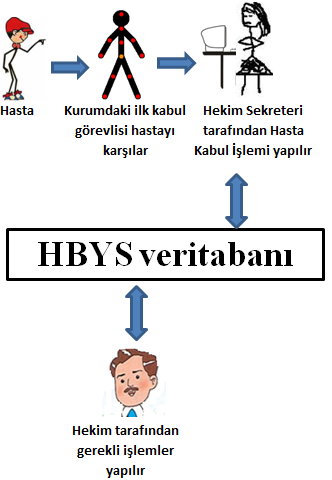 Hasta
Kurumdaki ilk kabul
görevlisi hastayı
karşılar
Hekim Sekreteri
tarafından Hasta
Kabul İşlemi yapılır
HBYS veritabanı
Hekim tarafından
gerekli işlemler
yapılır